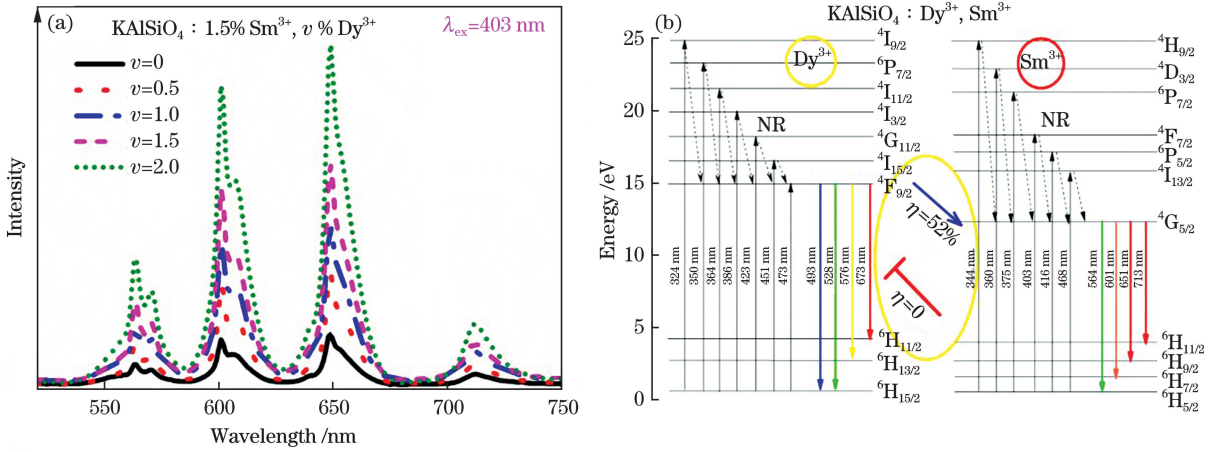 (a)
KAlSiO₄ : 1.5% Sm³⁺, v % Dy³⁺
λₑₓ=403 nm
v=0
v=0.5
v=1.0
v=1.5
v=2.0
Intensity
550
600
650
700
750
Wavelength /nm
(b)
KAlSiO₄ : Dy³⁺, Sm³⁺
Energy /eV
25
20
15
10
5
0
Dy³⁺
NR
⁴I₉/₂
⁶P₇/₂
⁴I₁₁/₂
⁴I₃/₂
⁴G₁₁/₂
⁴I₁₅/₂
⁴F₉/₂
324 nm
350 nm
364 nm
386 nm
423 nm
451 nm
473 nm
493 nm
528 nm
576 nm
673 nm
⁶H₁₁/₂
⁶H₁₃/₂
⁶H₁₅/₂
η=52%
η=0
Sm³⁺
NR
⁴H₉/₂
⁴D₃/₂
⁶P₇/₂
⁴F₇/₂
⁶P₅/₂
⁴I₁₃/₂
⁴G₅/₂
344 nm
360 nm
375 nm
403 nm
416 nm
468 nm
564 nm
601 nm
651 nm
713 nm
⁶H₁₁/₂
⁶H₉/₂
⁶H₇/₂
⁶H₅/₂